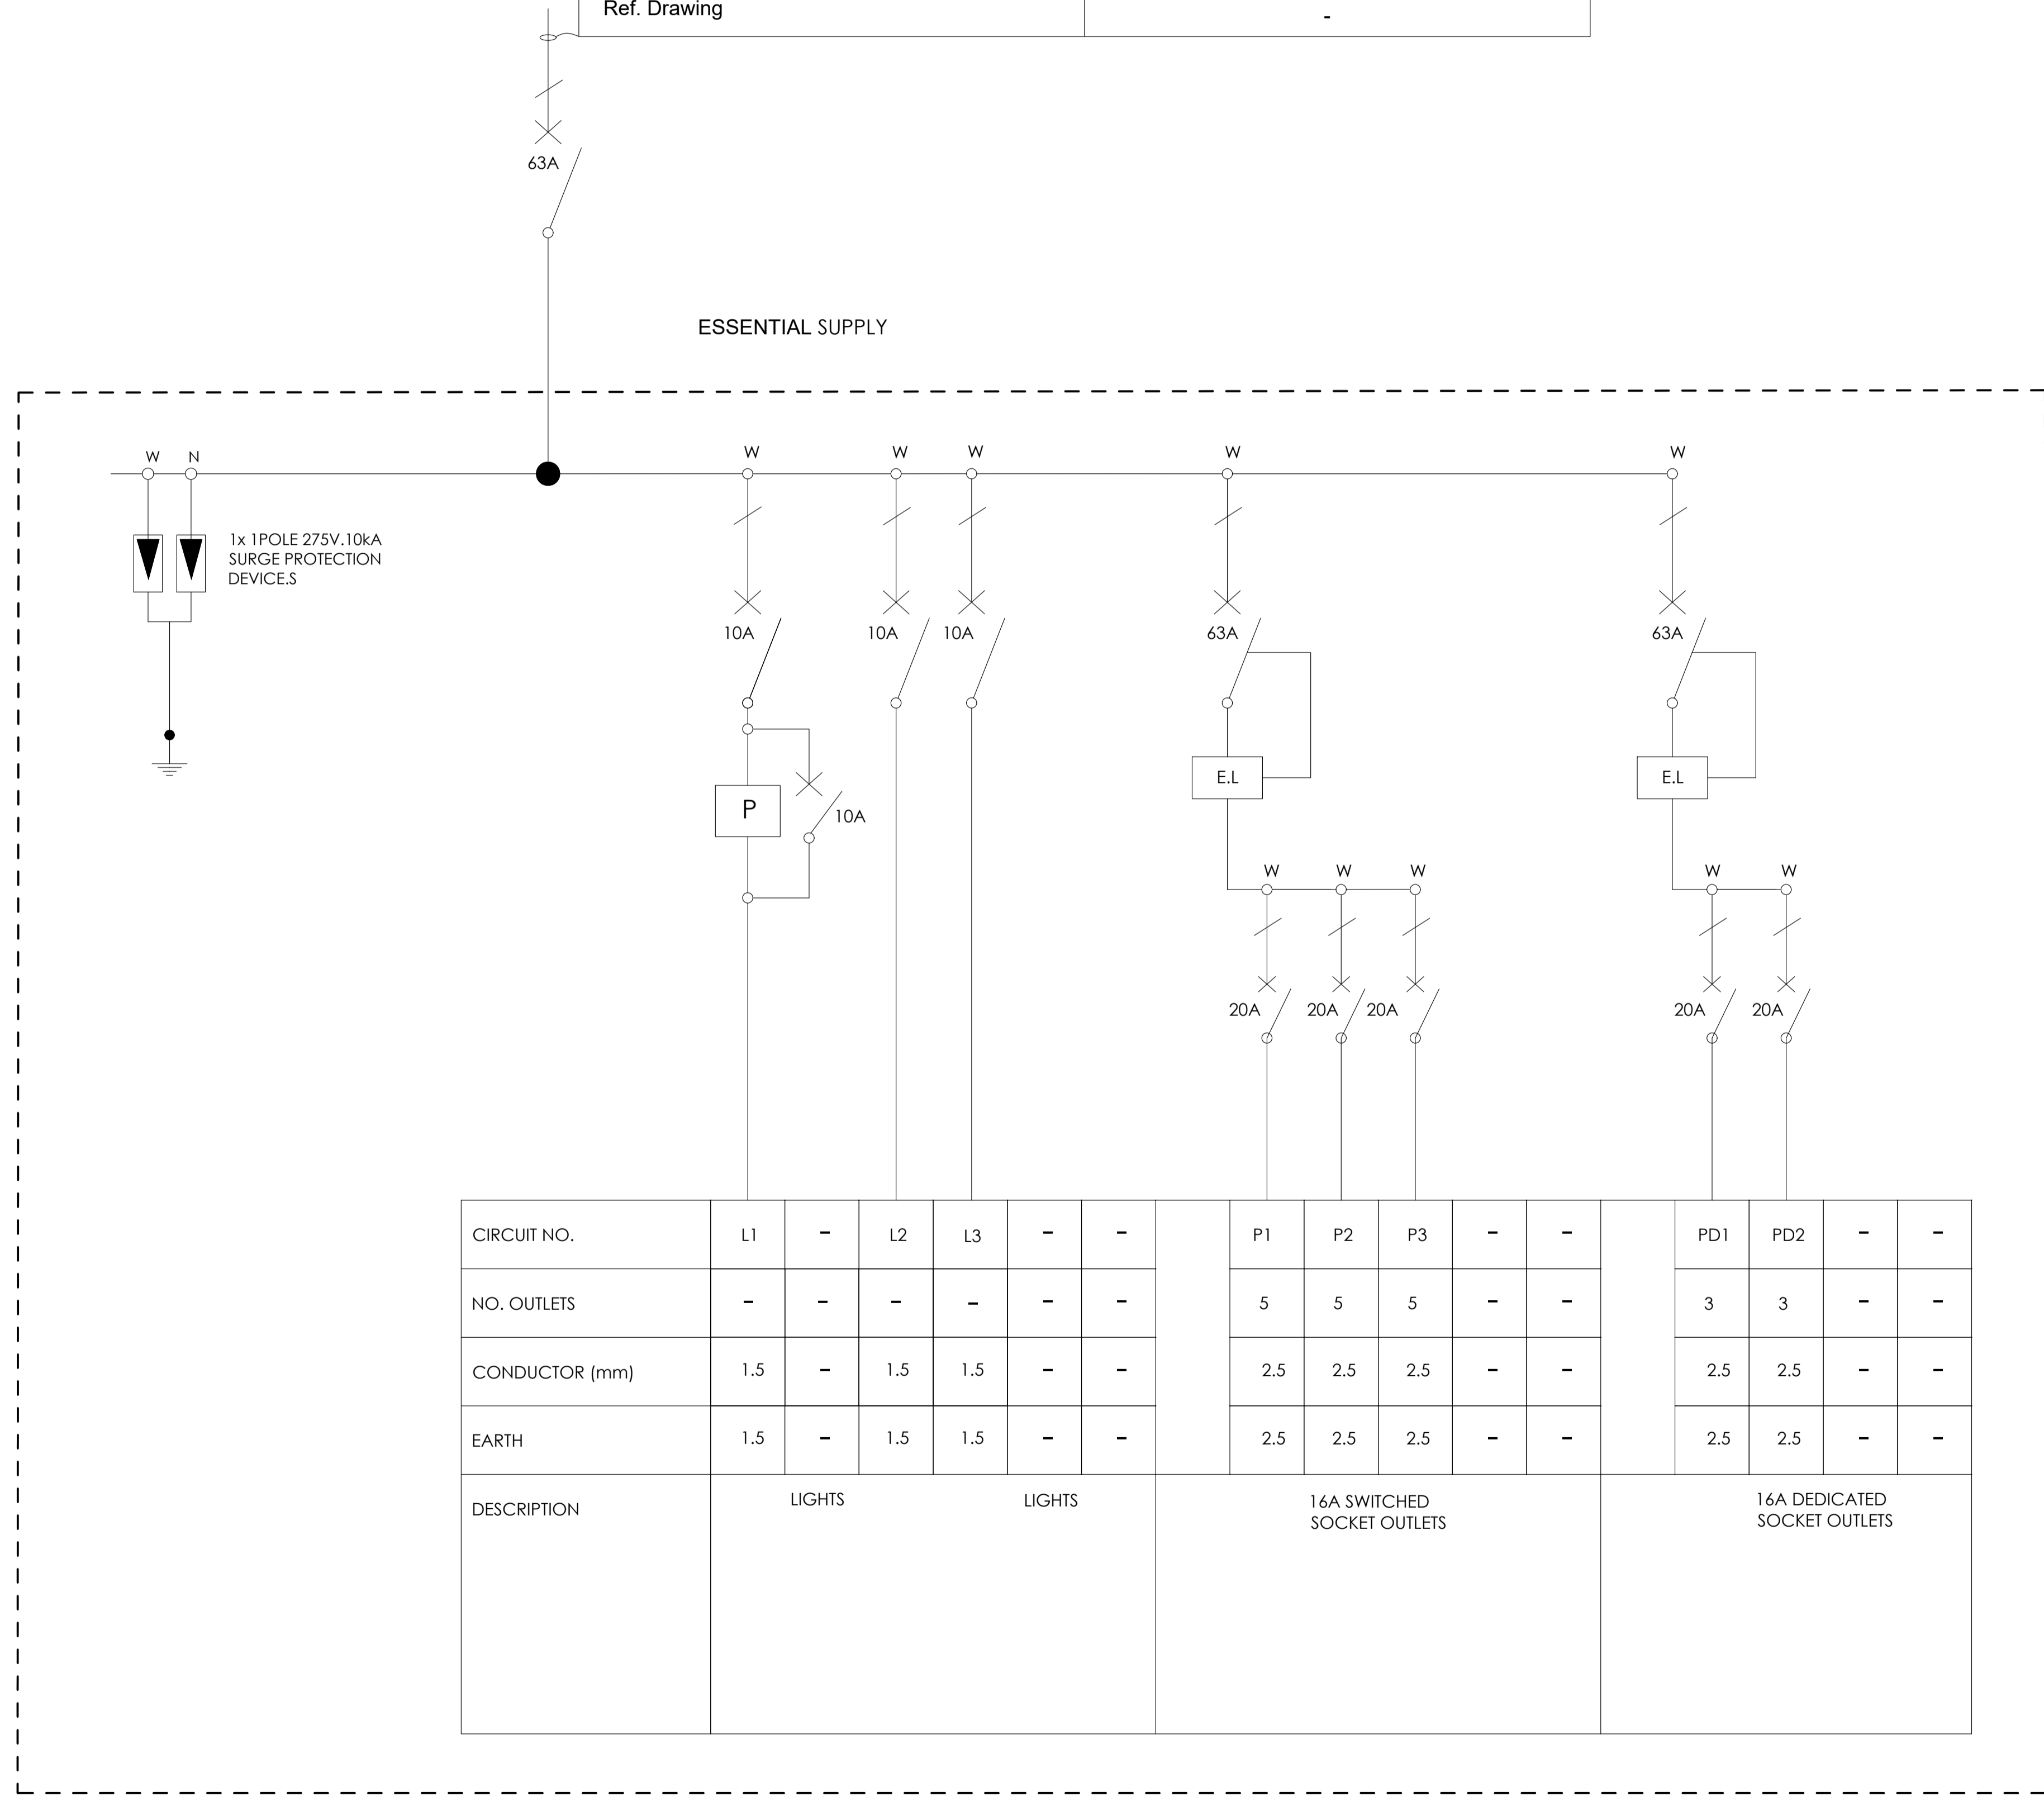 Ref. Drawing -
63A
ESSENTIAL SUPPLY
W N
W W W W W
1x 1POLE 275V.10kA
SURGE PROTECTION
DEVICE.S
10A 10A 10A 63A 63A
E.L E.L
P
10A
W W W W W
20A 20A 20A 20A 20A
CIRCUIT NO. L1 - L2 L3 - - P1 P2 P3 - - PD1 PD2 - -
NO. OUTLETS - - - - - - 5 5 5 - - 3 3 - -
CONDUCTOR (mm) 1.5 - 1.5 1.5 - - 2.5 2.5 2.5 - - 2.5 2.5 - -
EARTH 1.5 - 1.5 1.5 - - 2.5 2.5 2.5 - - 2.5 2.5 - -
DESCRIPTION
LIGHTS
LIGHTS
16A SWITCHED
SOCKET OUTLETS
16A DEDICATED
SOCKET OUTLETS